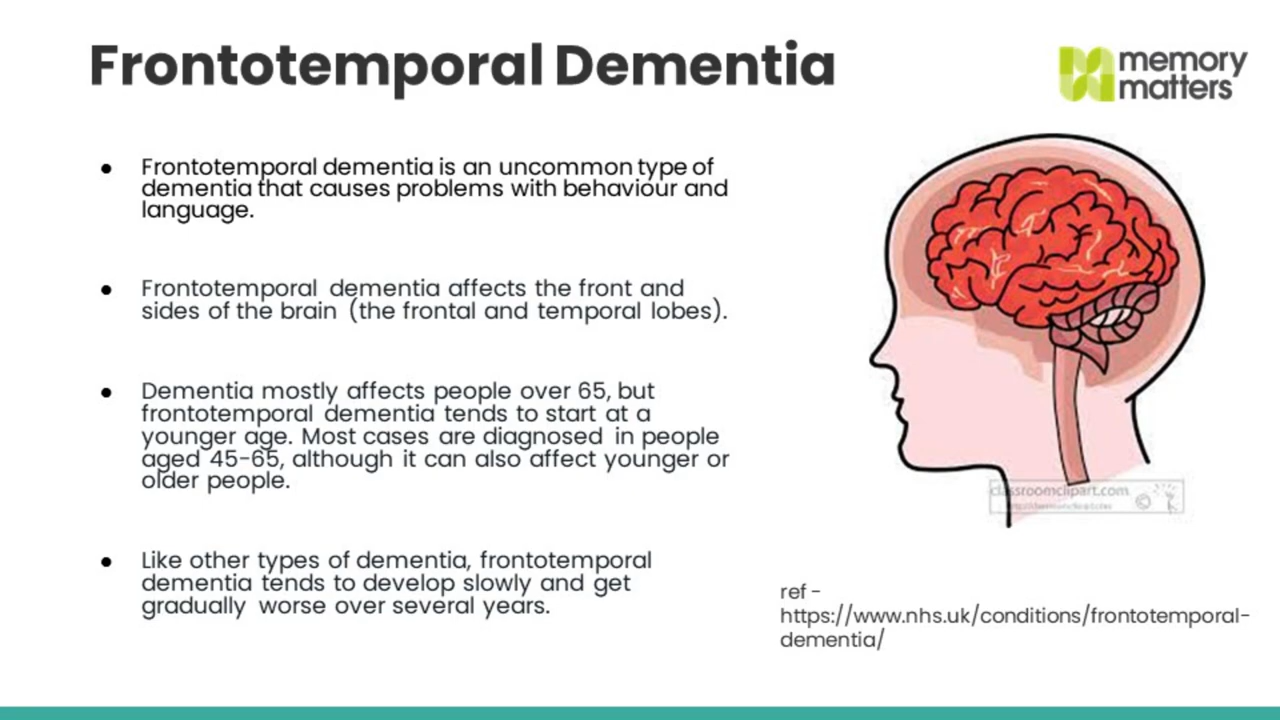 Frontotemporal Dementia
memory
matters
● Frontotemporal dementia is an uncommon type of
dementia that causes problems with behaviour and
language.
● Frontotemporal dementia affects the front and
sides of the brain (the frontal and temporal lobes).
● Dementia mostly affects people over 65, but
frontotemporal dementia tends to start at a
younger age. Most cases are diagnosed in people
aged 45-65, although it can also affect younger or
older people.
● Like other types of dementia, frontotemporal
dementia tends to develop slowly and get
gradually worse over several years.
classroomclipart.com
©
ref -
https://www.nhs.uk/conditions/frontotemporal-
dementia/